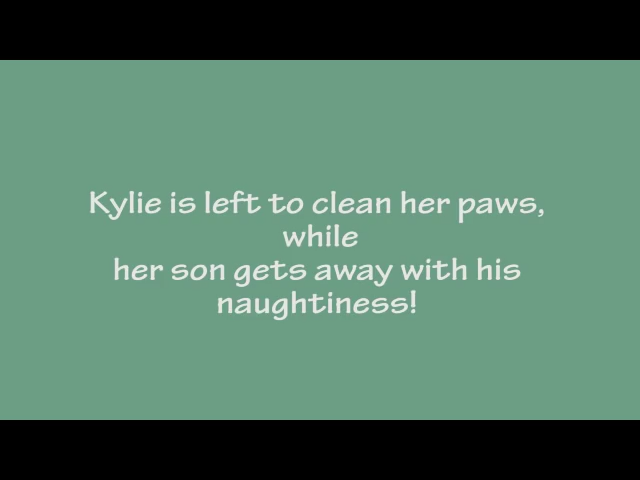 Kylie is left to clean her paws,
while
her son gets away with his
naughtiness!